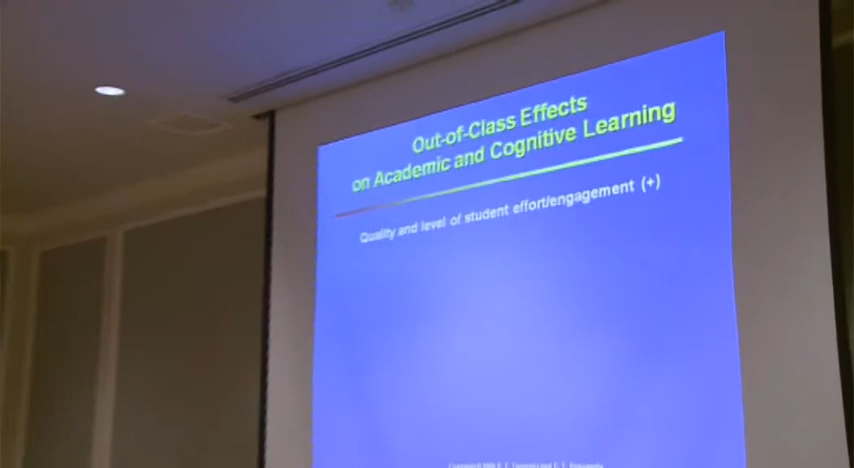 Out-of-Class Effects
on Academic and Cognitive Learning
Quality and level of student effort/engagement (+)